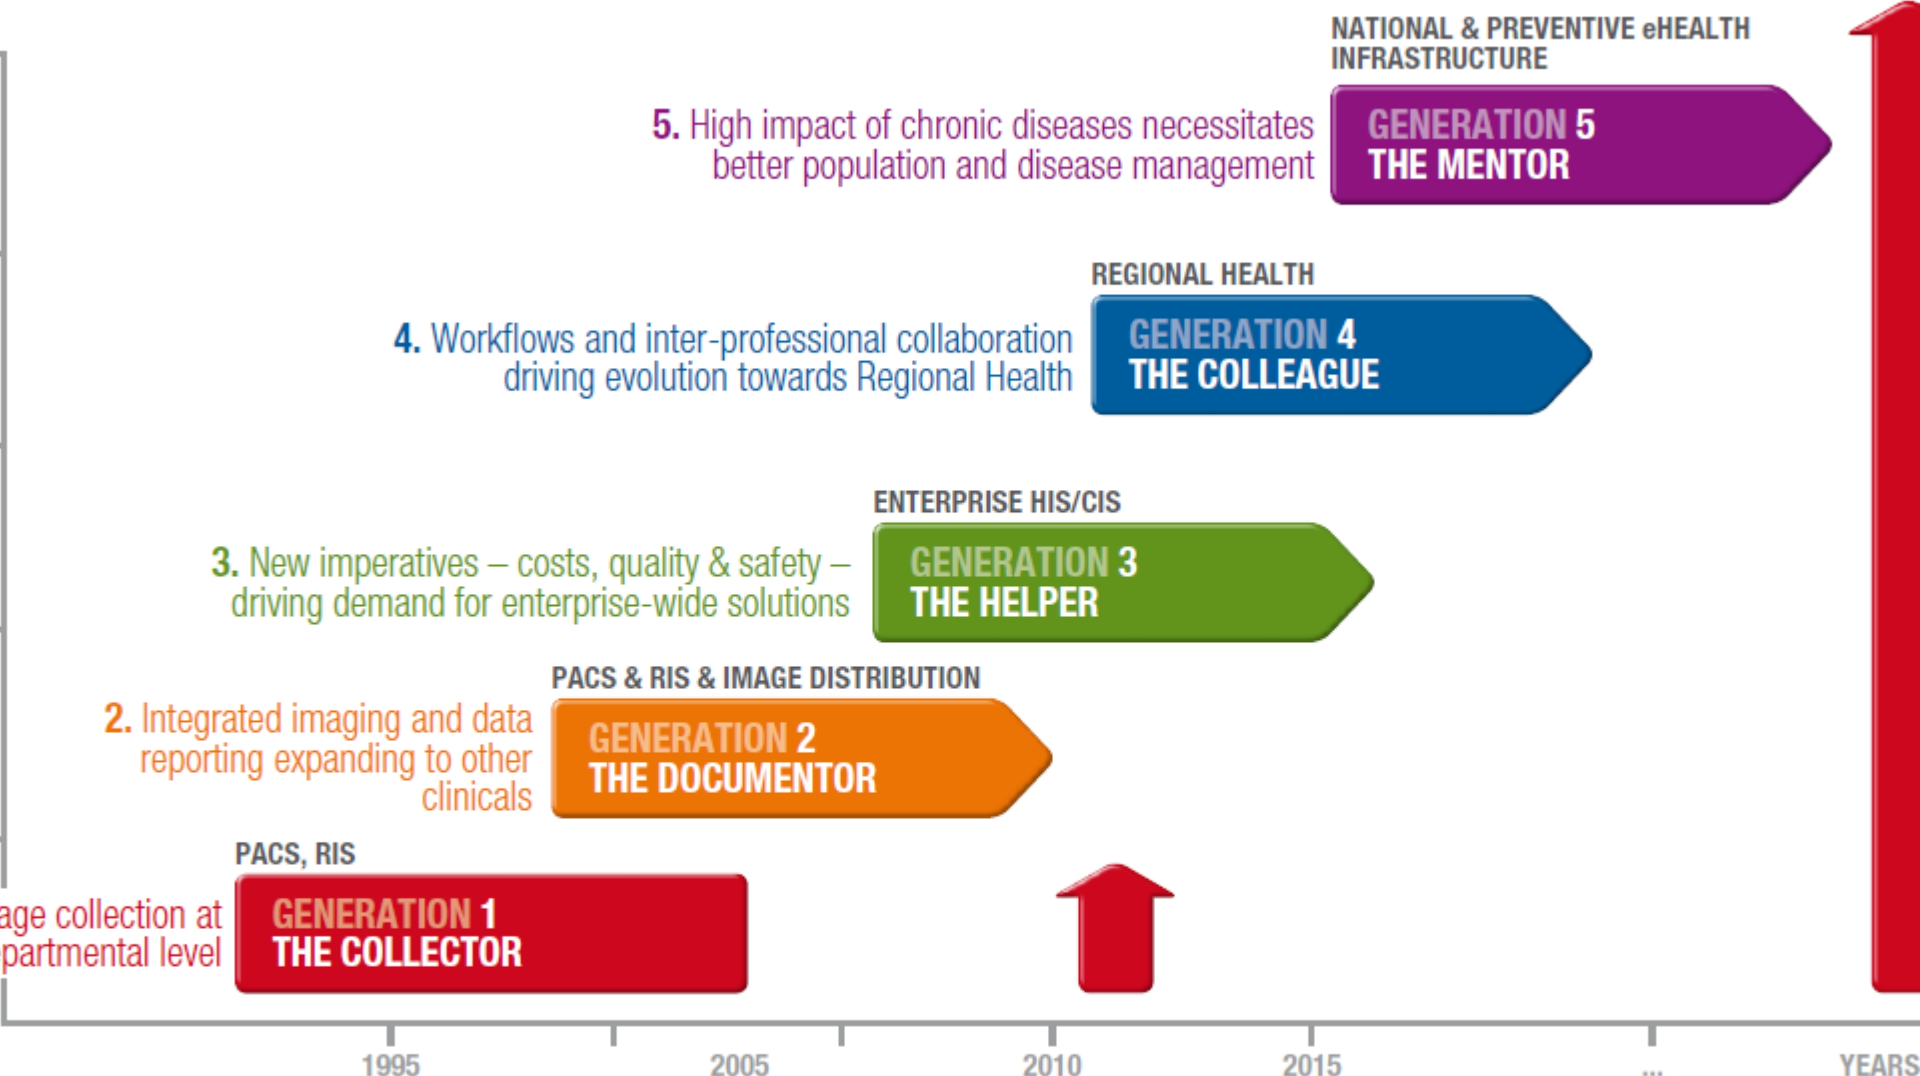 NATIONAL & PREVENTIVE eHEALTH
INFRASTRUCTURE
5. High impact of chronic diseases necessitates
better population and disease management
GENERATION 5
THE MENTOR
REGIONAL HEALTH
4. Workflows and inter-professional collaboration
driving evolution towards Regional Health
GENERATION 4
THE COLLEAGUE
ENTERPRISE HIS/CIS
3. New imperatives – costs, quality & safety –
driving demand for enterprise-wide solutions
GENERATION 3
THE HELPER
PACS & RIS & IMAGE DISTRIBUTION
2. Integrated imaging and data
reporting expanding to other
clinicals
GENERATION 2
THE DOCUMENTOR
PACS, RIS
collection at
level
GENERATION 1
THE COLLECTOR
1995 2005 2010 2015 ... YEARS